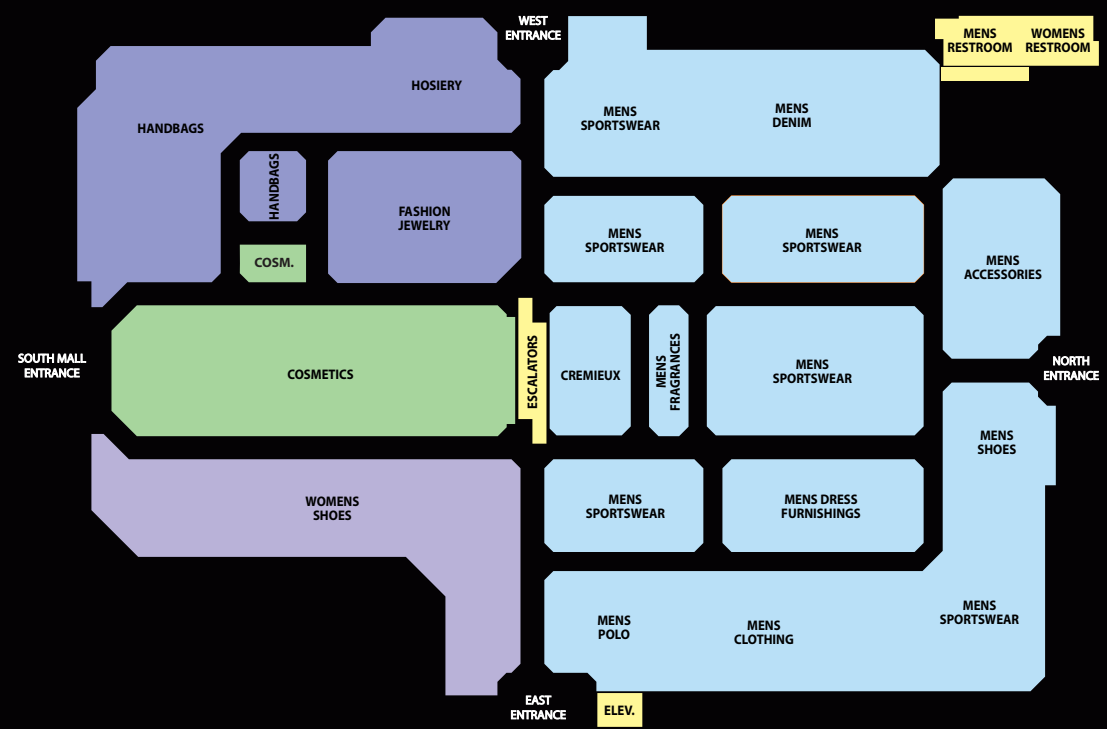 WEST
ENTRANCE
MENS
RESTROOM
WOMENS
RESTROOM
HOSIERY
HANDBAGS
MENS
SPORTSWEAR
MENS
DENIM
HANDBAGS
FASHION
JEWELRY
COSM.
MENS
SPORTSWEAR
MENS
SPORTSWEAR
MENS
ACCESSORIES
SOUTH MALL
ENTRANCE
COSMETICS
ESCALATORS
CREMIEUX
MENS
FRAGRANCES
MENS
SPORTSWEAR
NORTH
ENTRANCE
MENS
SHOES
WOMENS
SHOES
MENS
SPORTSWEAR
MENS DRESS
FURNISHINGS
MENS
POLO
MENS
CLOTHING
MENS
SPORTSWEAR
EAST
ENTRANCE
ELEV.